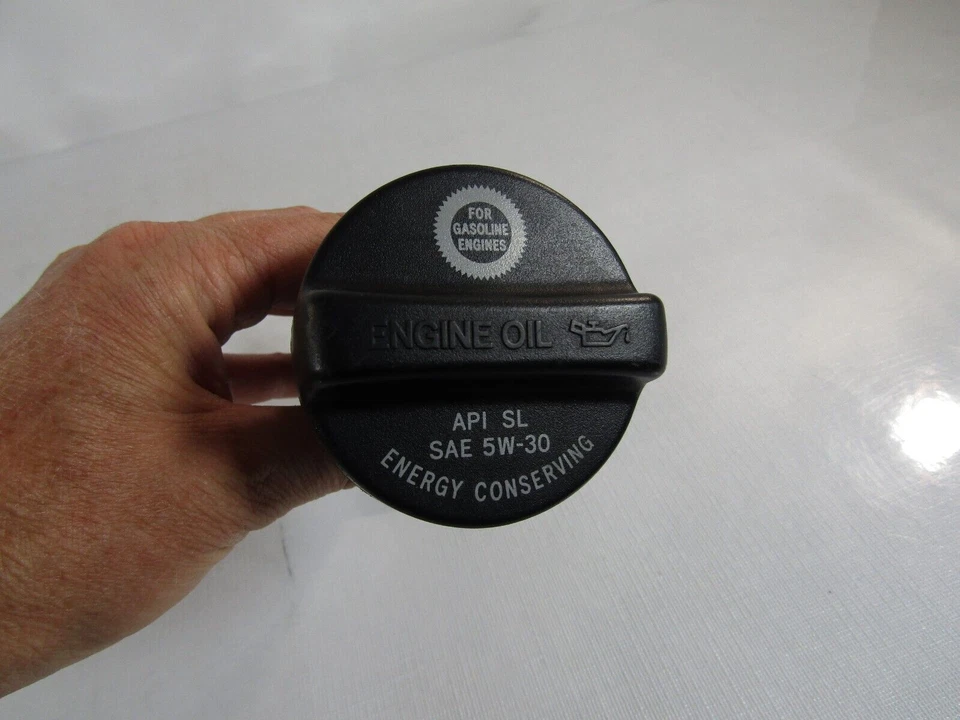 FOR
GASOLINE
ENGINES
ENGINE OIL
API SL
SAE 5W-30
ENERGY CONSERVING